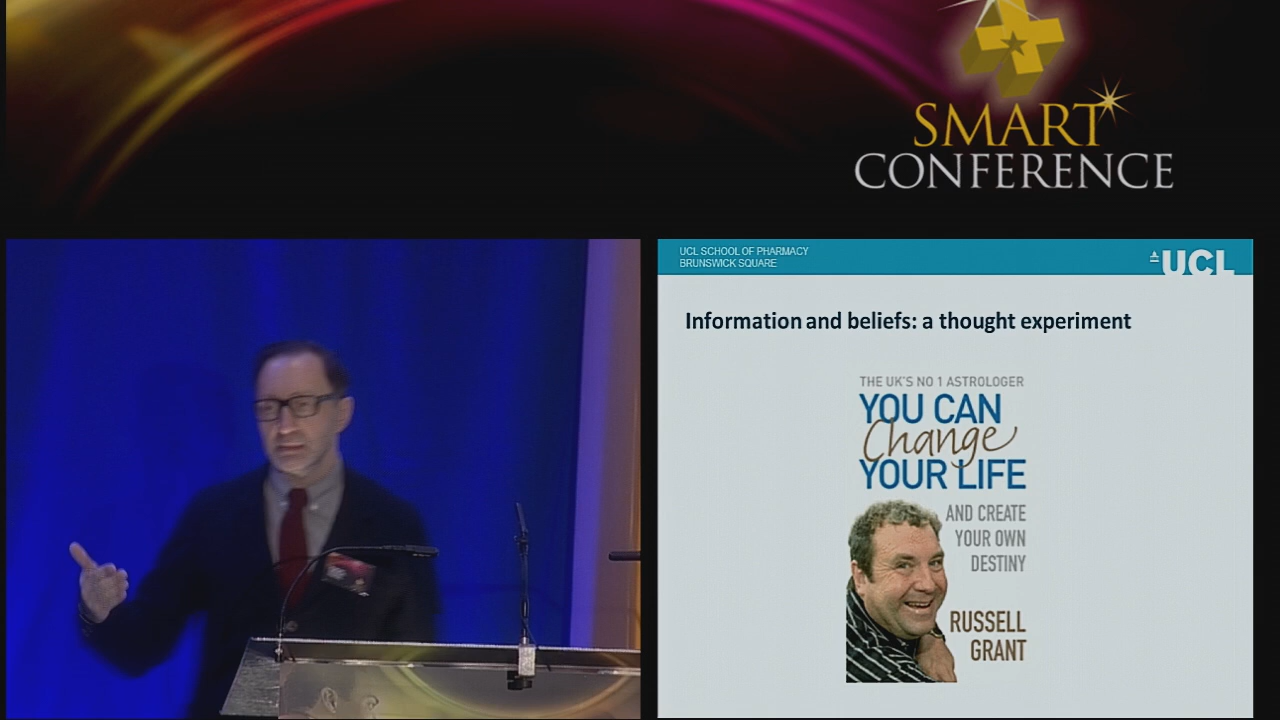 SMART
CONFERENCE
UCL SCHOOL OF PHARMACY
BRUNSWICK SQUARE
UCL
Information and beliefs: a thought experiment
THE UK'S NO 1 ASTROLOGER
YOU CAN
Change
YOUR LIFE
AND CREATE
YOUR OWN
DESTINY
RUSSELL
GRANT